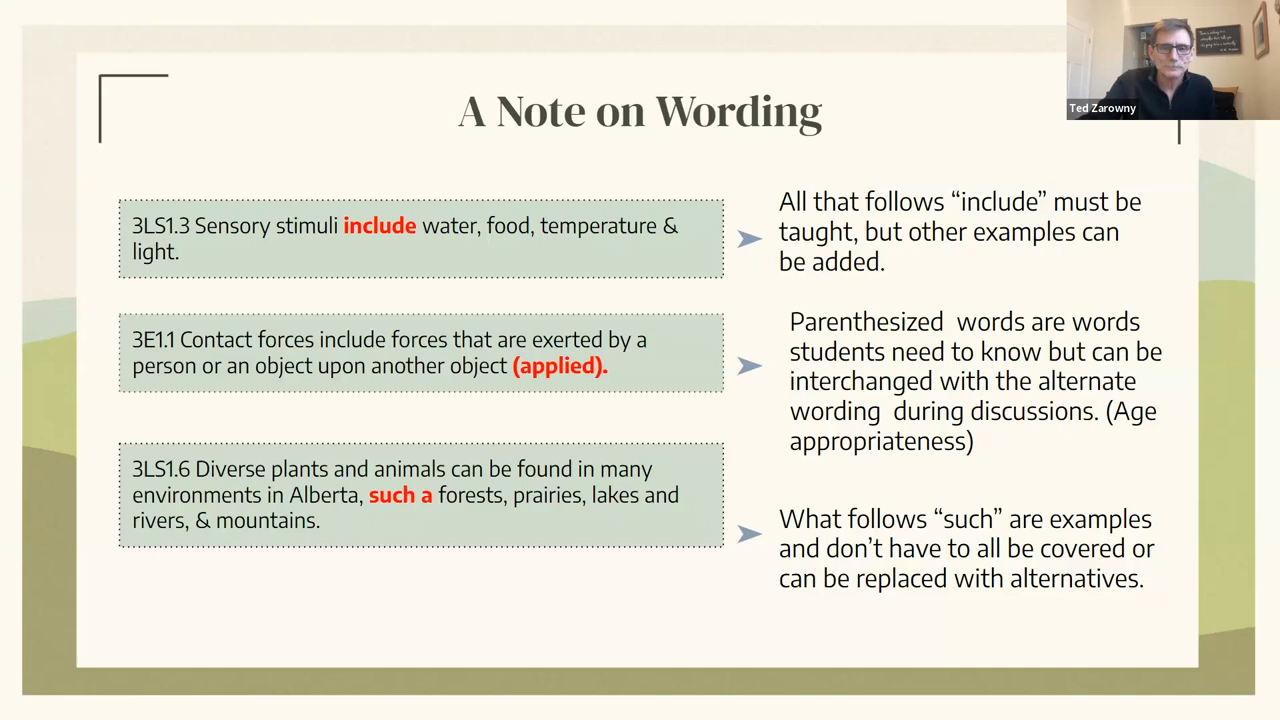 A Note on Wording
Ted Zarowny
3LS1.3 Sensory stimuli include water, food, temperature &
light.
All that follows “include” must be
taught, but other examples can
be added.
3E1.1 Contact forces include forces that are exerted by a
person or an object upon another object (applied).
Parenthesized words are words
students need to know but can be
interchanged with the alternate
wording during discussions. (Age
appropriateness)
3LS1.6 Diverse plants and animals can be found in many
environments in Alberta, such a forests, prairies, lakes and
rivers, & mountains.
What follows “such” are examples
and don’t have to all be covered or
can be replaced with alternatives.